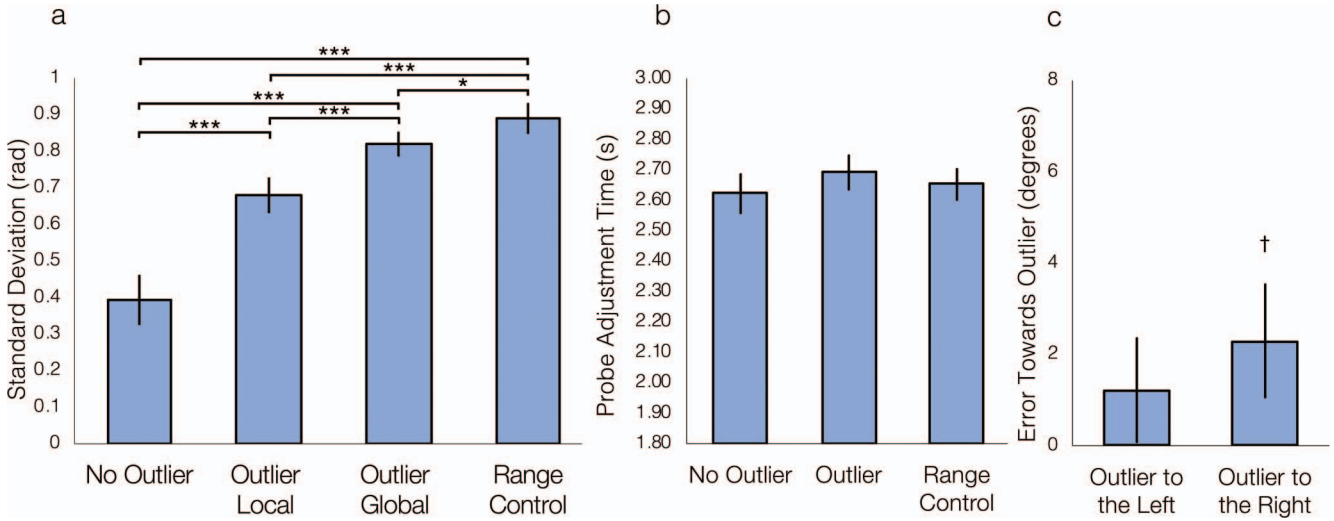 a
Standard Deviation (rad)
1
0.9
0.8
0.7
0.6
0.5
0.4
0.3
0.2
0.1
0
***
***
***
*
***
***
No Outlier
Outlier
Local
Outlier
Global
Range
Control
b
Probe Adjustment Time (s)
3.00
2.90
2.80
2.70
2.60
2.50
2.40
2.30
2.20
2.10
2.00
1.90
1.80
No Outlier
Outlier
Range
Control
c
Error Towards Outlier (degrees)
8
6
4
2
0
†
Outlier to
the Left
Outlier to
the Right